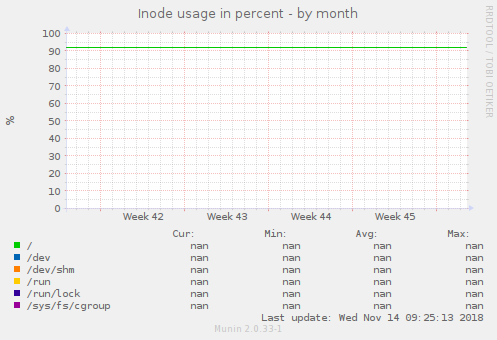 Inode usage in percent - by month
RRDTOOL / TOBI OETIKER
%
100
90
80
70
60
50
40
30
20
10
0
Week 42 Week 43 Week 44 Week 45
Cur: Min: Avg: Max:
/ nan nan nan nan
/dev nan nan nan nan
/dev/shm nan nan nan nan
/run nan nan nan nan
/run/lock nan nan nan nan
/sys/fs/cgroup nan nan nan nan
Last update: Wed Nov 14 09:25:13 2018
Munin 2.0.33-1